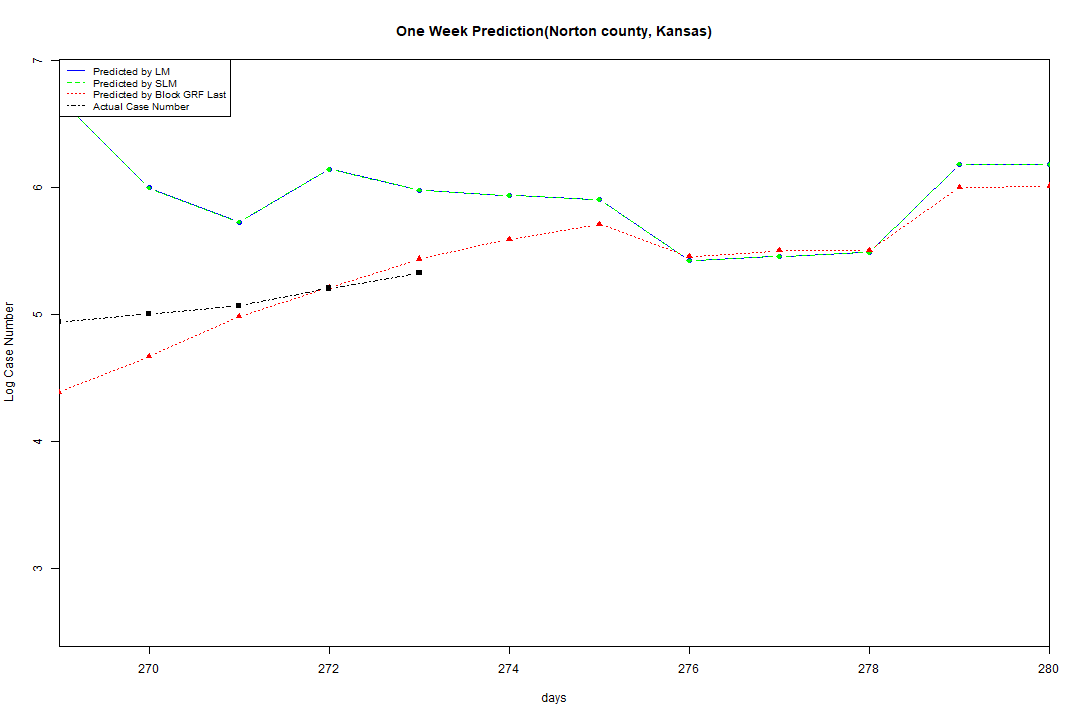 One Week Prediction(Norton county, Kansas)
Predicted by LM
Predicted by SLM
Predicted by Block GRF Last
Actual Case Number
7
6
5
4
3
Log Case Number
270 272 274 276 278 280
days